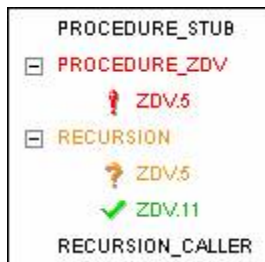 PROCEDURE_STUB
PROCEDURE_ZDV
ZDV.5
RECURSION
ZDV.5
ZDV.11
RECURSION_CALLER